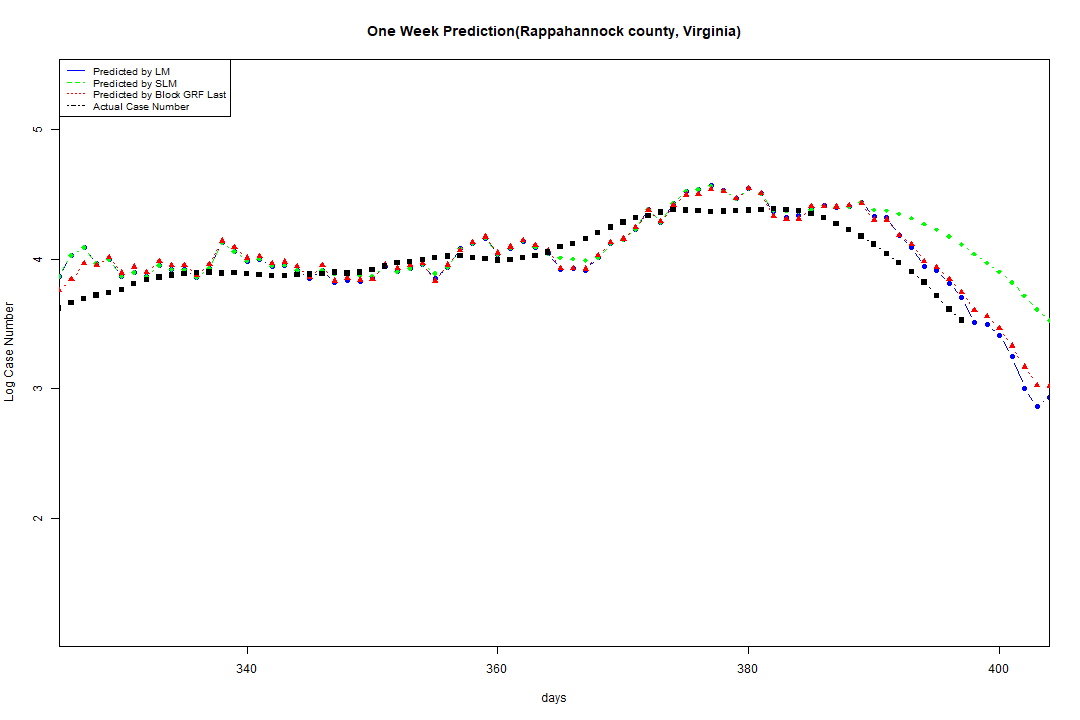 One Week Prediction(Rappahannock county, Virginia)
Predicted by LM
Predicted by SLM
Predicted by Block GRF Last
Actual Case Number
5
4
3
2
Log Case Number
340 360 380 400
days